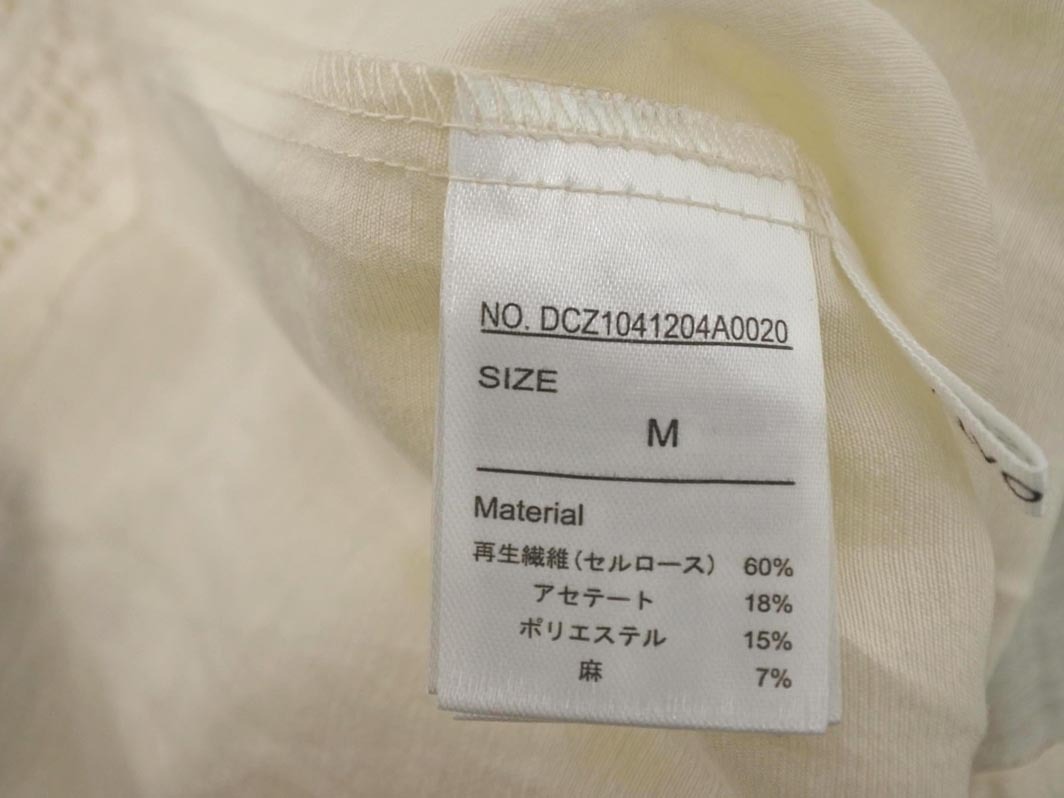 NO. DCZ1041204A0020
SIZE
M
Material
再生繊維(セルロース) 60%
アセテート 18%
ポリエステル 15%
麻 7%